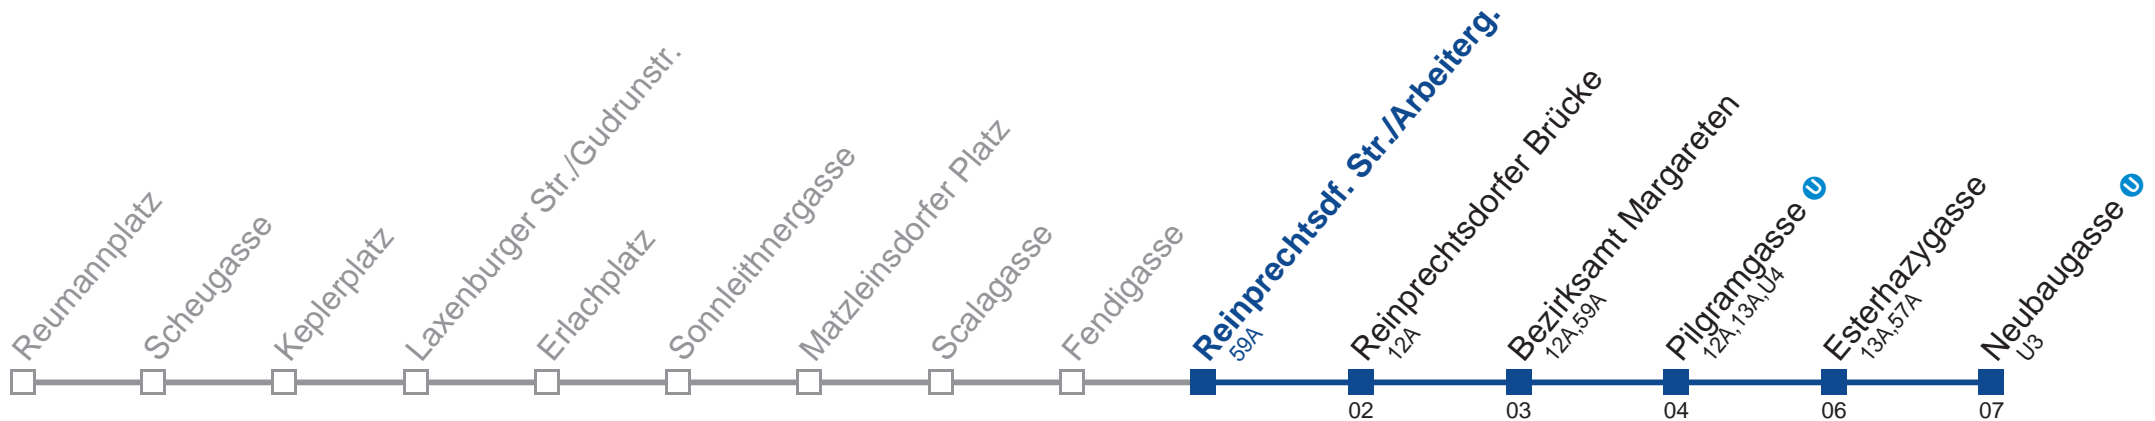 Reumannplatz
Scheugasse
Keplerplatz
Laxenburger Str./Gudrunstr.
Erlachplatz
Sonnleithnergasse
Matzleinsdorfer Platz
Scalagasse
Fendigasse
Reinprechtsdf. Str./Arbeiterg.
59A
Reinprechtsdorfer Brücke
12A
Bezirksamt Margareten
12A,59A
Pilgramgasse U
12A,13A,U4
Esterhazygasse
13A,57A
Neubaugasse U
U3
02 03 04 06 07